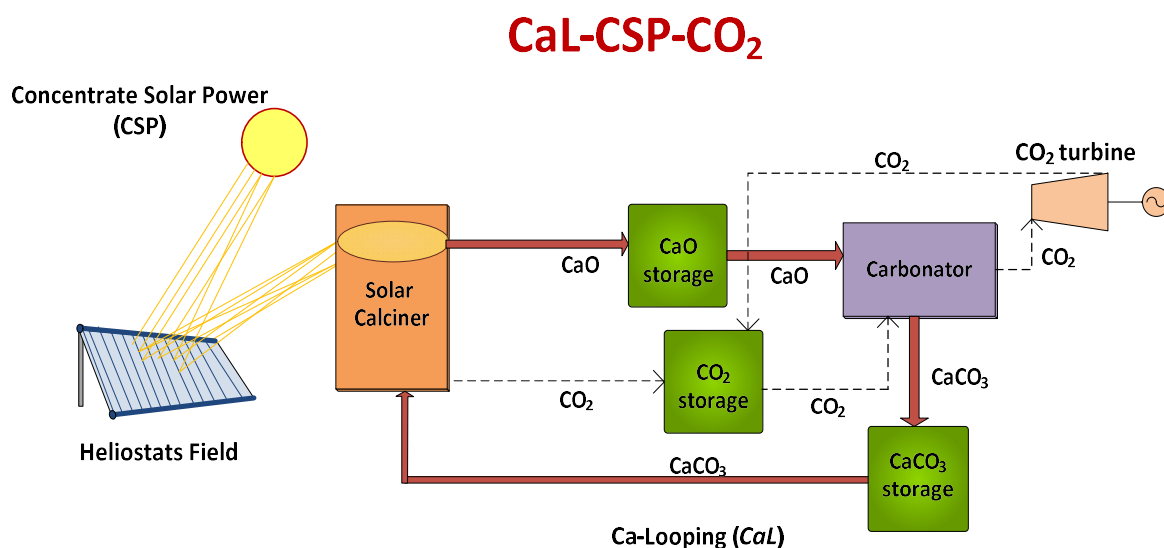 CaL-CSP-CO₂
Concentrate Solar Power
(CSP)
CO₂
CO₂ turbine
CaO
storage
CaO
CaO
Carbonator
CO₂
Solar
Calciner
CO₂
storage
CO₂
CO₂
CaCO₃
Heliostats Field
CaCO₃
CaCO₃
storage
Ca-Looping (CaL)